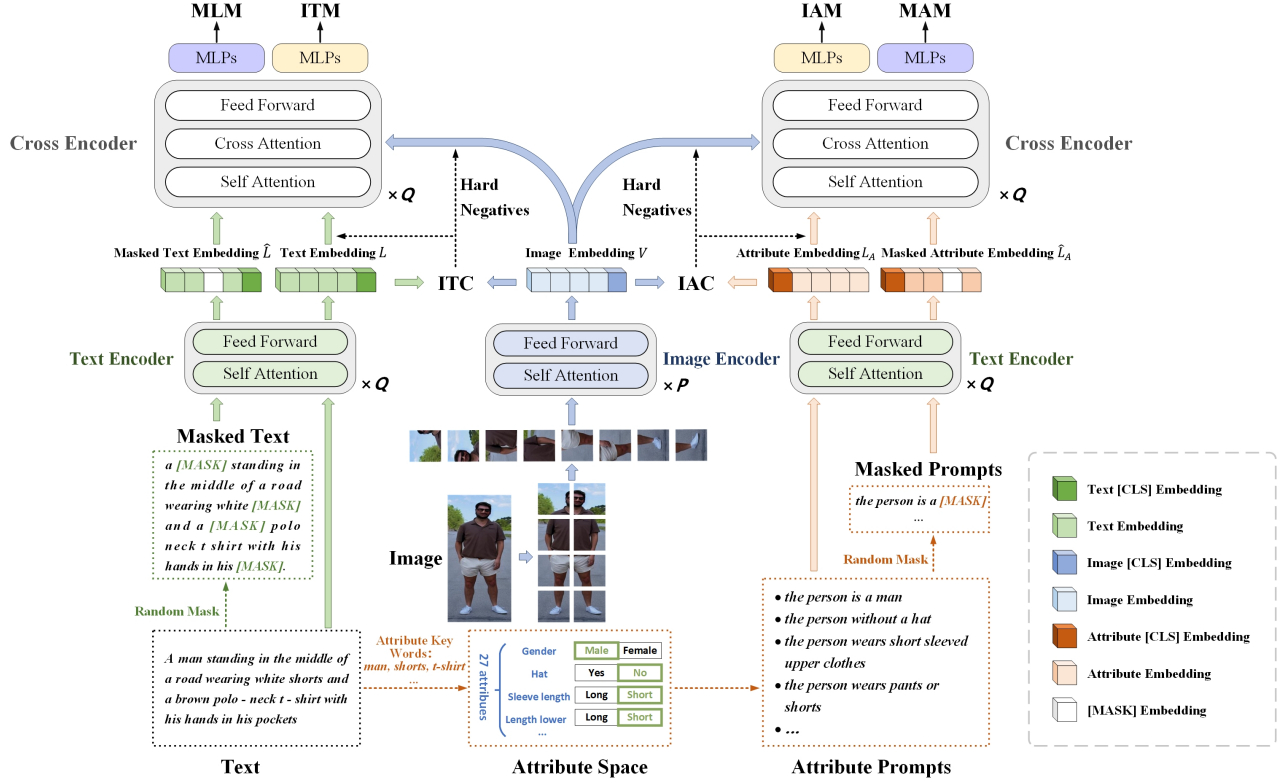 MLM
ITM
IAM
MAM
MLPs
MLPs
MLPs
MLPs
Feed Forward
Cross Attention
Self Attention
Cross Encoder
× Q
Feed Forward
Cross Attention
Self Attention
Cross Encoder
× Q
Hard
Negatives
Hard
Negatives
Masked Text Embedding L̂
Text Embedding L
Image Embedding V
Attribute Embedding L_A
Masked Attribute Embedding L̂_A
ITC
IAC
Text Encoder
Feed Forward
Self Attention
× Q
Feed Forward
Self Attention
Image Encoder
× P
Feed Forward
Self Attention
Text Encoder
× Q
Masked Text
a [MASK] standing in
the middle of a road
wearing white [MASK]
and a [MASK] polo
neck t shirt with his
hands in his [MASK].
Random Mask
A man standing in the middle of
a road wearing white shorts and
a brown polo - neck t - shirt with
his hands in his pockets
Text
Image
Attribute Key
Words:
man, shorts, t-shirt
...
27 attribues
Gender
Male
Female
Hat
Yes
No
Sleeve length
Long
Short
Length lower
Long
Short
...
Attribute Space
Masked Prompts
the person is a [MASK]
...
Random Mask
• the person is a man
• the person without a hat
• the person wears short sleeved
upper clothes
• the person wears pants or
shorts
• ...
Attribute Prompts
Text [CLS] Embedding
Text Embedding
Image [CLS] Embedding
Image Embedding
Attribute [CLS] Embedding
Attribute Embedding
[MASK] Embedding